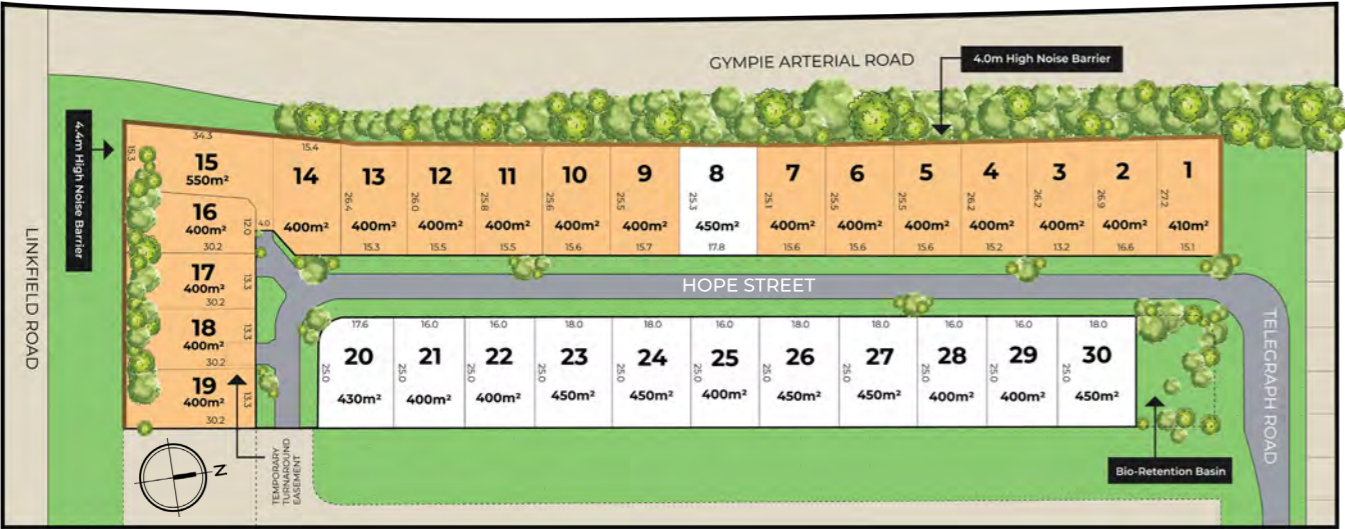 GYMPIE ARTERIAL ROAD
4.0m High Noise Barrier
4.4m High Noise Barrier
LINKFIELD ROAD
34.3
15.3
15
550m²
16
400m²
12.0
30.2
17
400m²
13.3
30.2
18
400m²
13.3
30.2
19
400m²
13.3
30.2
15.4
14
400m²
4.0
13
26.4
400m²
15.3
12
26.0
400m²
15.5
11
25.8
400m²
15.5
10
25.6
400m²
15.6
9
25.5
400m²
15.7
8
25.3
450m²
17.8
7
25.1
400m²
15.6
6
25.5
400m²
15.6
5
25.5
400m²
15.6
4
26.2
400m²
15.2
3
26.2
400m²
13.2
2
26.9
400m²
16.6
1
27.2
410m²
15.1
HOPE STREET
TELEGRAPH ROAD
17.6
20
25.0
430m²
16.0
21
25.0
400m²
16.0
22
25.0
400m²
18.0
23
25.0
450m²
18.0
24
25.0
450m²
16.0
25
25.0
400m²
18.0
26
25.0
450m²
18.0
27
25.0
450m²
16.0
28
25.0
400m²
16.0
29
25.0
400m²
18.0
30
25.0
450m²
N
TEMPORARY
TURNAROUND
EASEMENT
Bio-Retention Basin